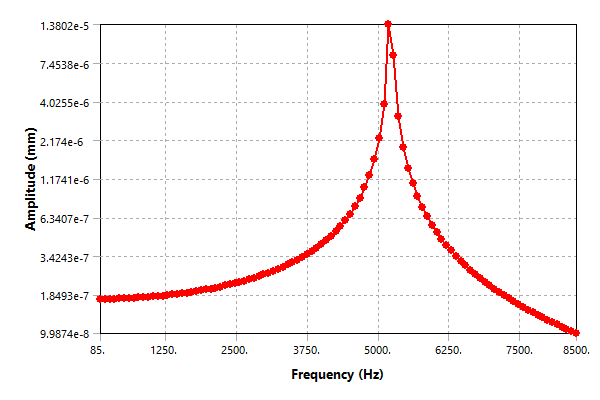 1.3802e-5
7.4538e-6
4.0255e-6
2.174e-6
1.1741e-6
6.3407e-7
3.4243e-7
1.8493e-7
9.9874e-8
Amplitude (mm)
85. 1250. 2500. 3750. 5000. 6250. 7500. 8500.
Frequency (Hz)